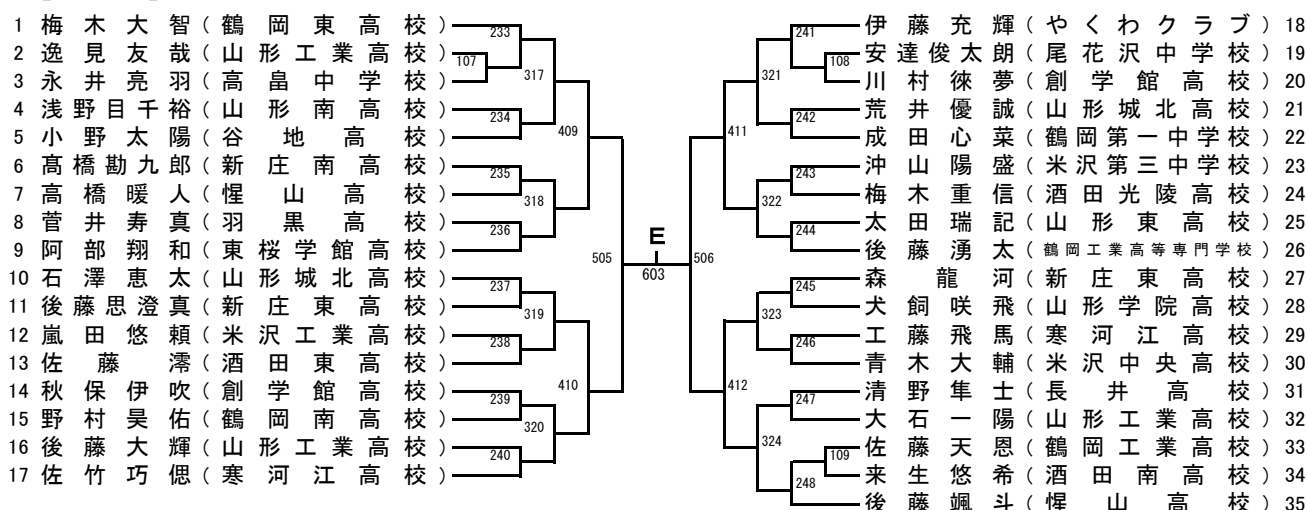 1 梅木大智(鶴岡東高校)
2 逸見友哉(山形工業高校)
3 永井亮羽(高畠中学校)
4 浅野目千裕(山形南高校)
5 小野太陽(谷地高校)
6 髙橋勘九郎(新庄南高校)
7 高橋暖人(惺山高校)
8 菅井寿真(羽黒高校)
9 阿部翔和(東桜学館高校)
10 石澤恵太(山形城北高校)
11 後藤思澄真(新庄東高校)
12 嵐田悠頼(米沢工業高校)
13 佐藤澪(酒田東高校)
14 秋保伊吹(創学館高校)
15 野村昊佑(鶴岡南高校)
16 後藤大輝(山形工業高校)
17 佐竹巧偲(寒河江高校)
233
107
317
234
409
235
318
236
505
237
319
238
410
239
320
240
E
603
伊藤充輝(やくわクラブ) 18
安達俊太朗(尾花沢中学校) 19
川村徠夢(創学館高校) 20
荒井優誠(山形城北高校) 21
成田心菜(鶴岡第一中学校) 22
沖山陽盛(米沢第三中学校) 23
梅木重信(酒田光陵高校) 24
太田瑞記(山形東高校) 25
後藤湧太(鶴岡工業高等専門学校) 26
森龍河(新庄東高校) 27
犬飼咲飛(山形学院高校) 28
工藤飛馬(寒河江高校) 29
青木大輔(米沢中央高校) 30
清野隼士(長井高校) 31
大石一陽(山形工業高校) 32
佐藤天恩(鶴岡工業高校) 33
来生悠希(酒田南高校) 34
後藤颯斗(惺山高校) 35
241
108
321
242
411
243
322
244
506
245
323
246
412
247
324
109
248